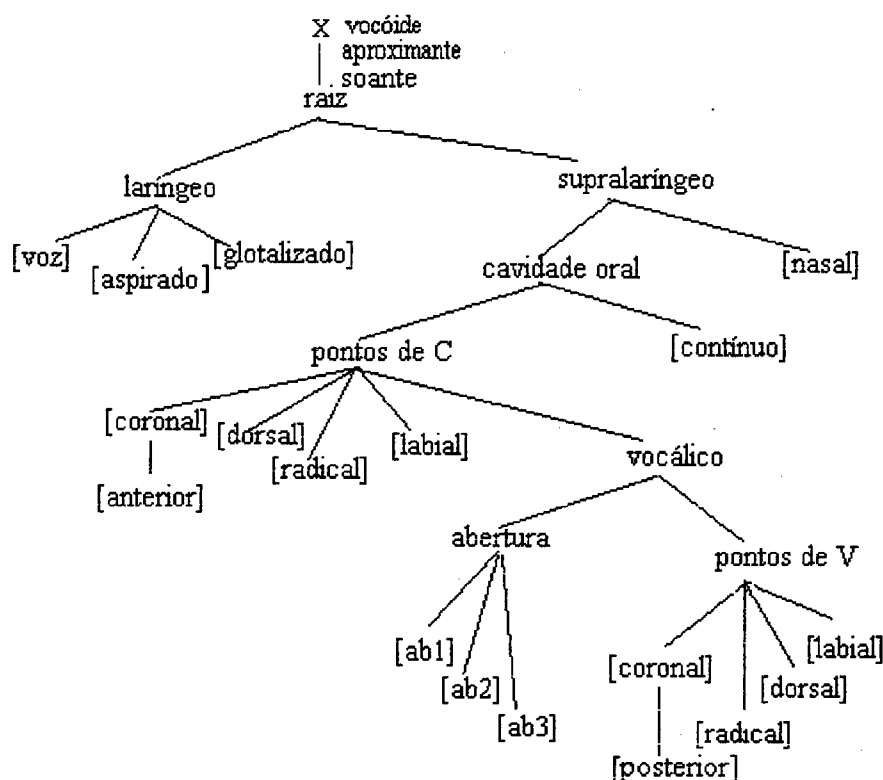 X vocóide
aproximante
soante
raiz
laríngeo
supralaríngeo
[voz]
[aspirado]
[glotalizado]
cavidade oral
[nasal]
pontos de C
[contínuo]
[coronal]
[dorsal]
[radical]
[labial]
vocálico
[anterior]
abertura
pontos de V
[ab1]
[ab2]
[ab3]
[coronal]
[labial]
[dorsal]
[radical]
[posterior]